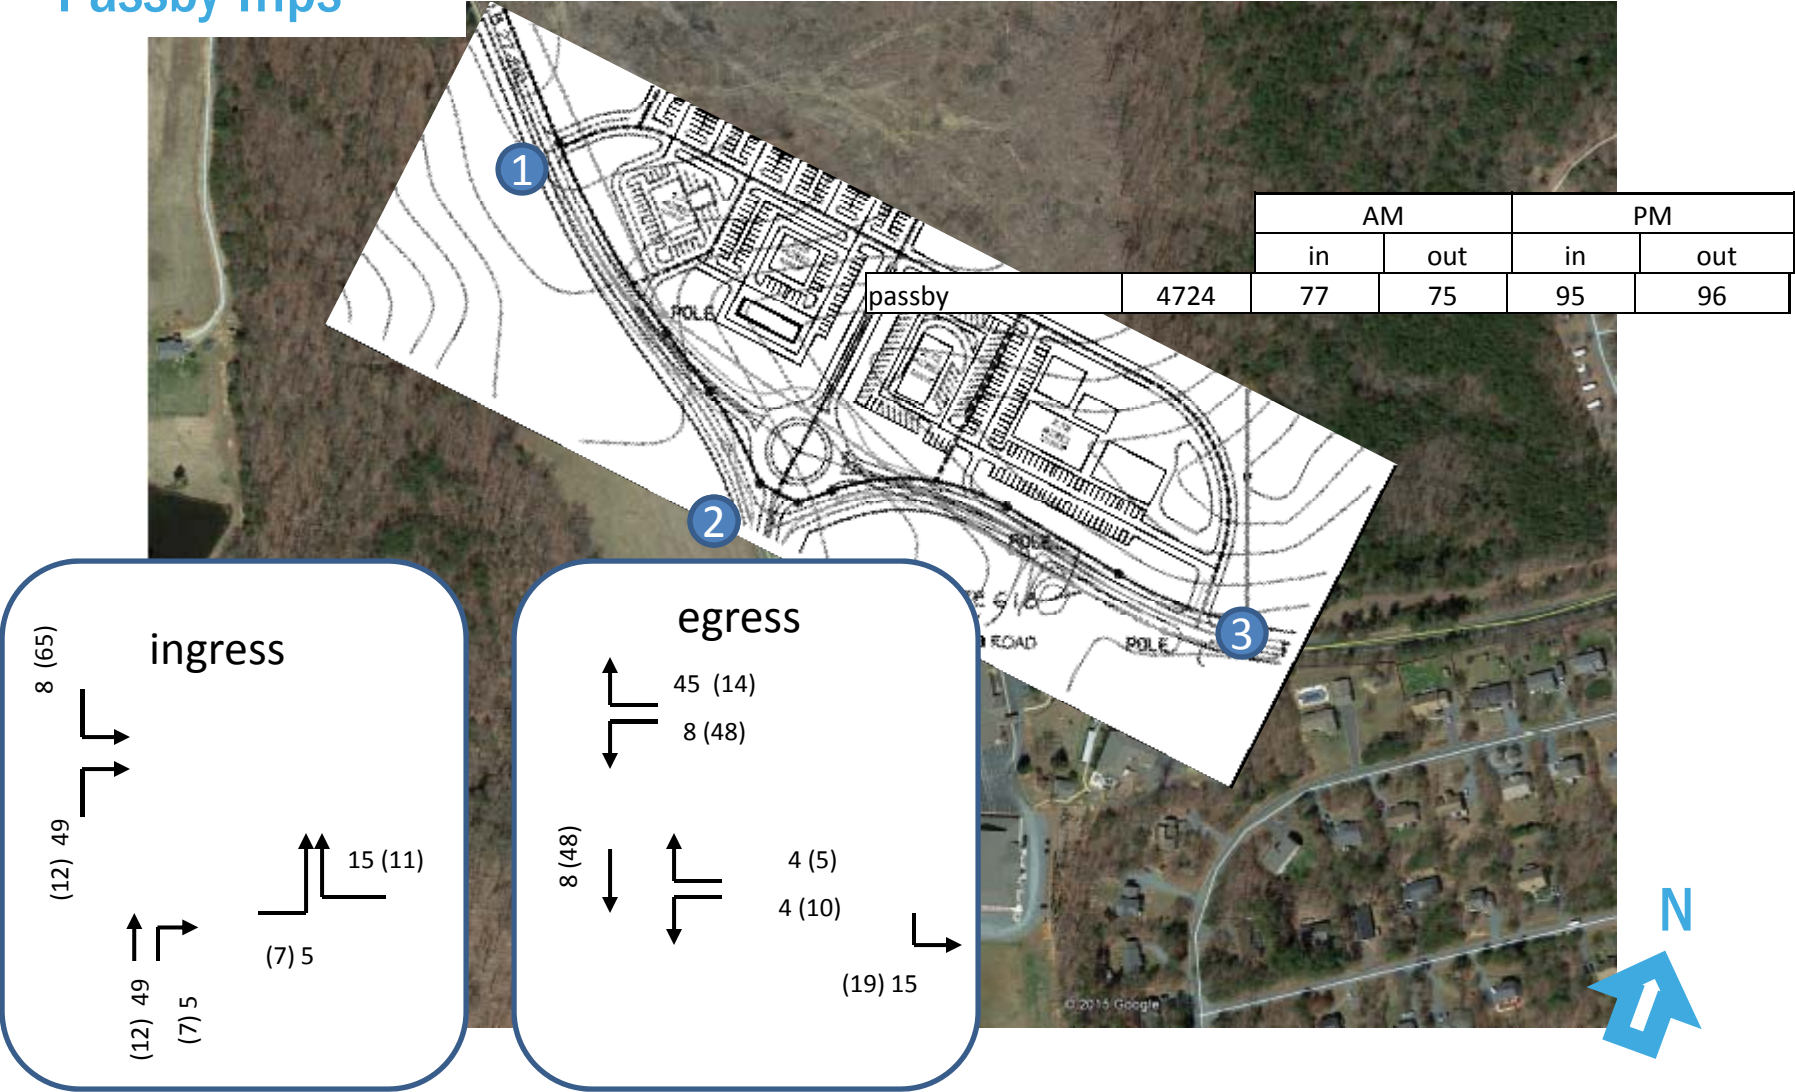 Passby Trips
1
AM PM
in out in out
passby 4724 77 75 95 96
POLE
2
POLE
ROAD
POLE
3
ingress
8 (65)
(12) 49
15 (11)
(7) 5
(12) 49
(7) 5
egress
45 (14)
8 (48)
8 (48)
4 (5)
4 (10)
(19) 15
N
© 2015 Google